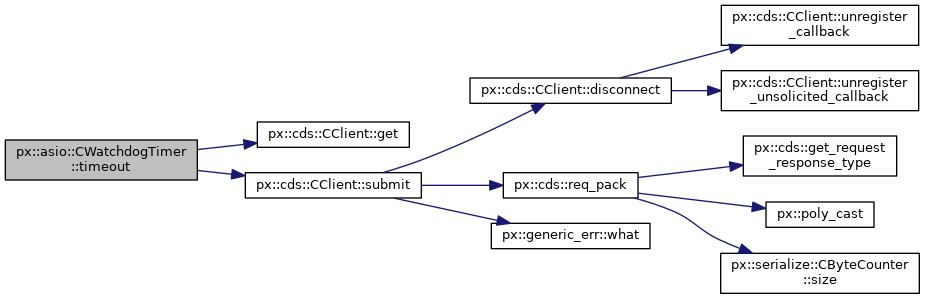 px::asio::CWatchdogTimer
::timeout
px::cds::CClient::get
px::cds::CClient::submit
px::cds::CClient::disconnect
px::cds::CClient::unregister
_callback
px::cds::CClient::unregister
_unsolicited_callback
px::cds::req_pack
px::cds::get_request
_response_type
px::poly_cast
px::serialize::CByteCounter
::size
px::generic_err::what